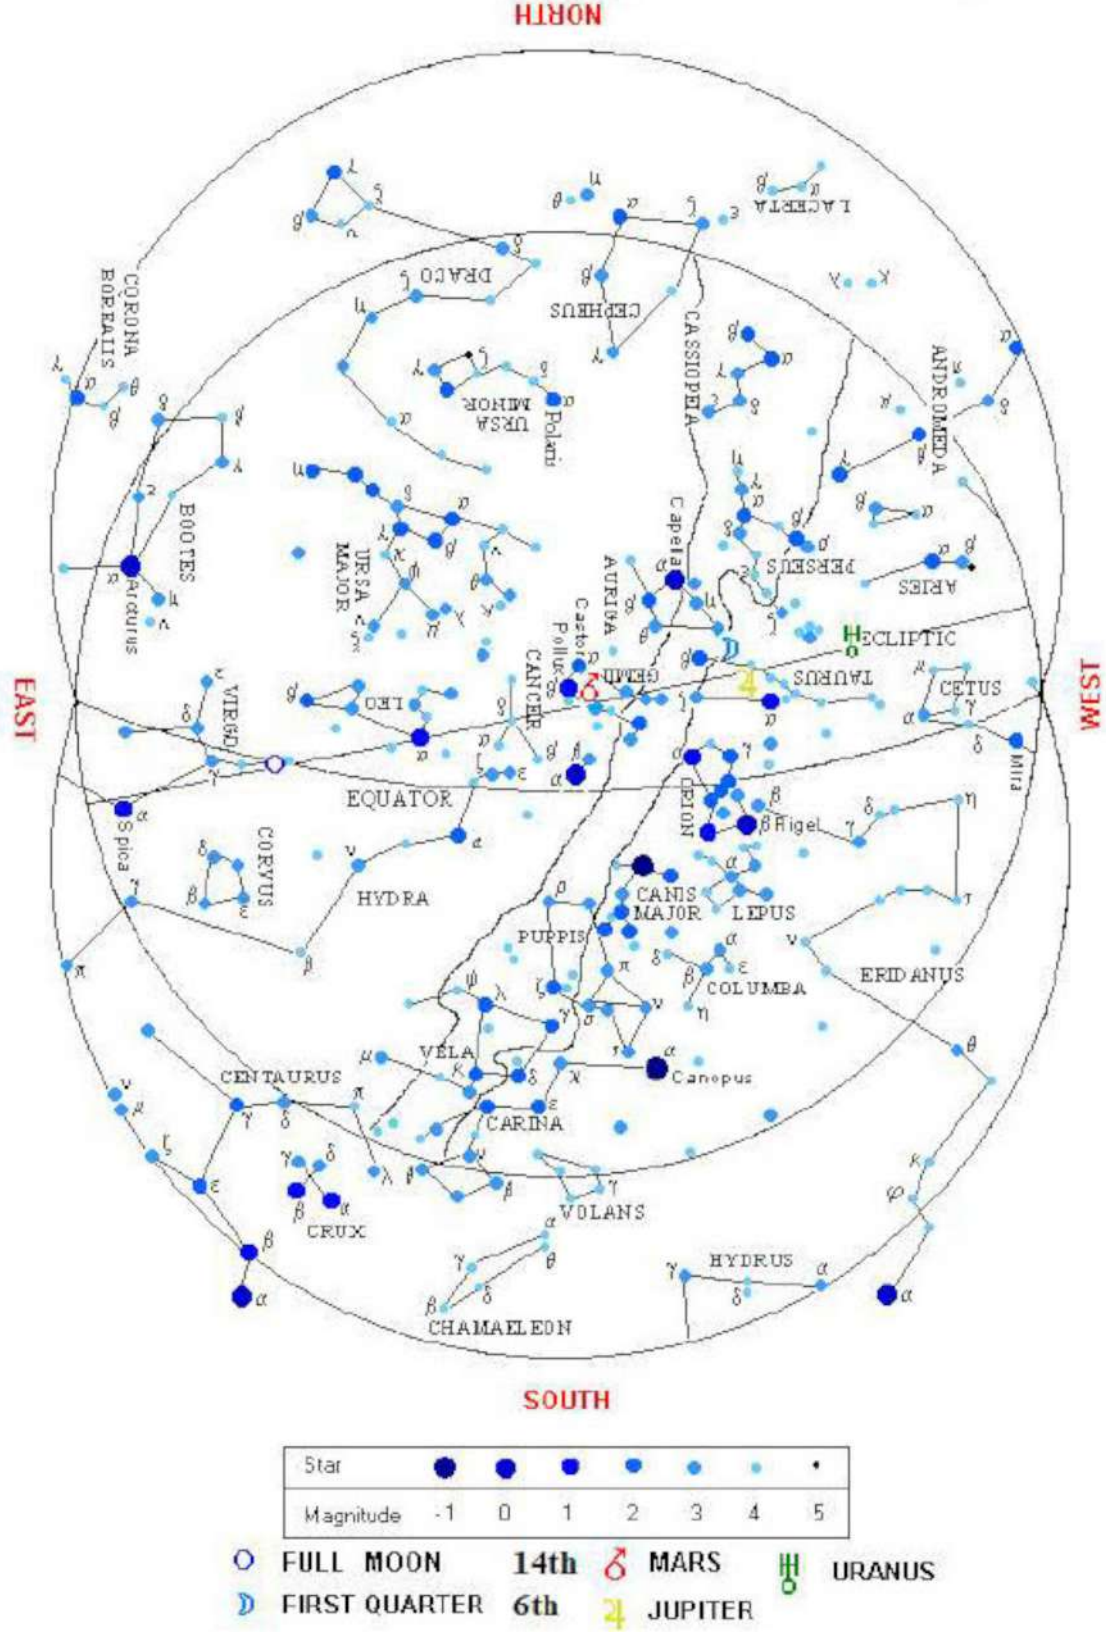 NORTH
γ
β
ν
ξ
δ
DRACO
ζ
η
α
θ η
α ζ ε
β
CEPHEUS
γ
β α
LACERTA
λ κ
CORONA
BOREALIS
γ α θ
β
δ β
γ
BOOTES
α
Arcturus
η
υ
γ ζ δ α
URSA
MINOR
Polaris
CASSIOPEIA
β
α
γ
δ
ε
ANDROMEDA
α
δ
β
γ
η
δ α
γ β
URSA
MAJOR
χ
ψ
ν
θ
κ
λ
μ
Capella
α
AURIGA
β η
θ
η
γ
α
δ
β
ρ
ε
ζ
PERSEUS
β α
α β
ARIES
Castor
Pollux
α
β
GEMI
ECLIPTIC
TAURUS
β
ζ
α
μ
CETUS
α γ
δ
Mira
EAST
WEST
VIRGO
ε
δ
γ
α
Spica
β
LEO
α
CANCER
δ
α β
β
α
EQUATOR
ζ ε
α
ν
HYDRA
γ
β
π
δ
CORVUS
β ε
ORION
α γ
β Rigel
β
γ
δ
η
τ
ν
ERIDANUS
θ
κ
φ
α
CANIS
MAJOR
α
LEPUS
ρ
PUPPIS
π
ζ
σ ν
τ
δ α
β ε
COLUMBA
η
ψ λ
γ
VELA
κ δ
χ
α
Canopus
μ
CENTAURUS
π
γ δ
λ
ν
μ
ζ
ε
β
α
ε
CARINA
υ
θ β
γ δ
β α
CRUX
γ
VOLANS
α
γ θ
δ
β
CHAMAELEON
HYDRUS
γ α
δ
SOUTH
Star
Magnitude -1 0 1 2 3 4 5
FULL MOON 14th MARS URANUS
FIRST QUARTER 6th JUPITER